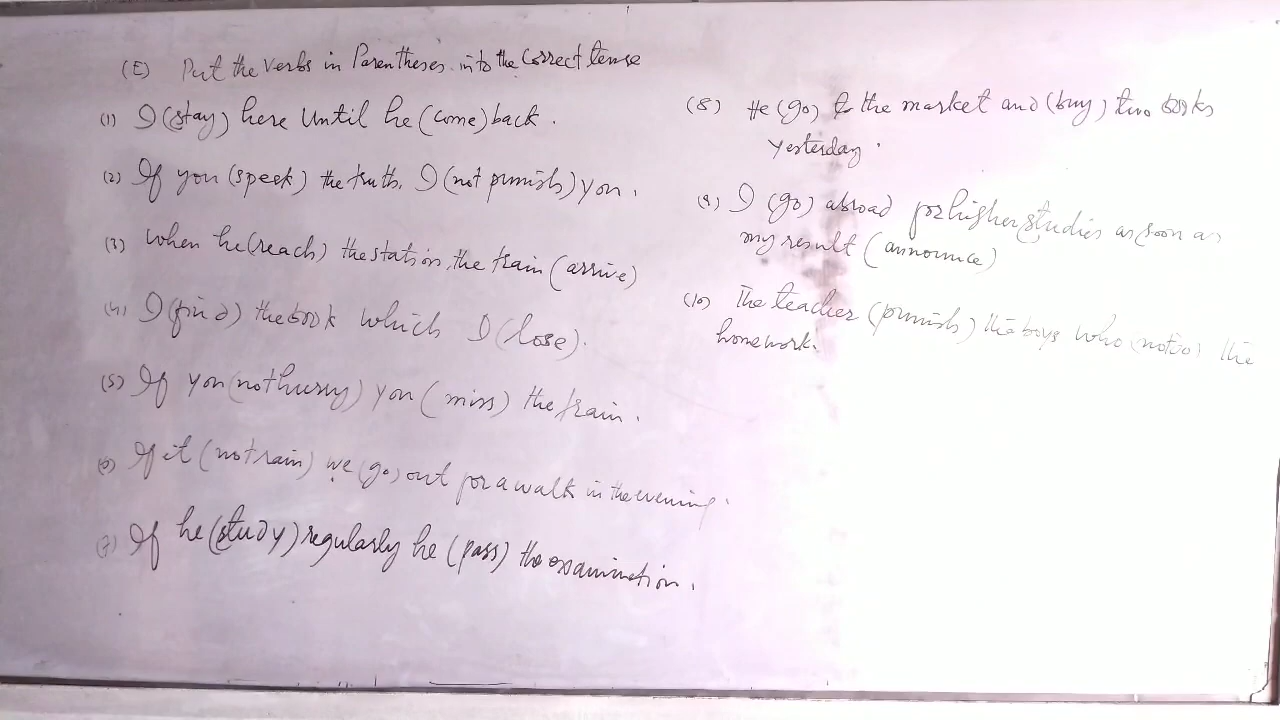 (E) Put the verbs in Parentheses into the correct tense
(1) I (stay) here until he (come) back.
(2) If you (speek) the truth, I (not punish) you.
(3) when he (reach) the station, the train (arrive)
(4) I (find) the book which I (lose).
(5) If you (not hurry) you (miss) the train.
(6) If it (not rain) we (go) out for a walk in the evening.
(7) If he (study) regularly he (pass) the examination.
(8) He (go) to the market and (buy) two books
yesterday.
(9) I (go) abroad for higher studies as soon as
my result (announce)
(10) The teacher (punish) the boys who (not do) the
homework.